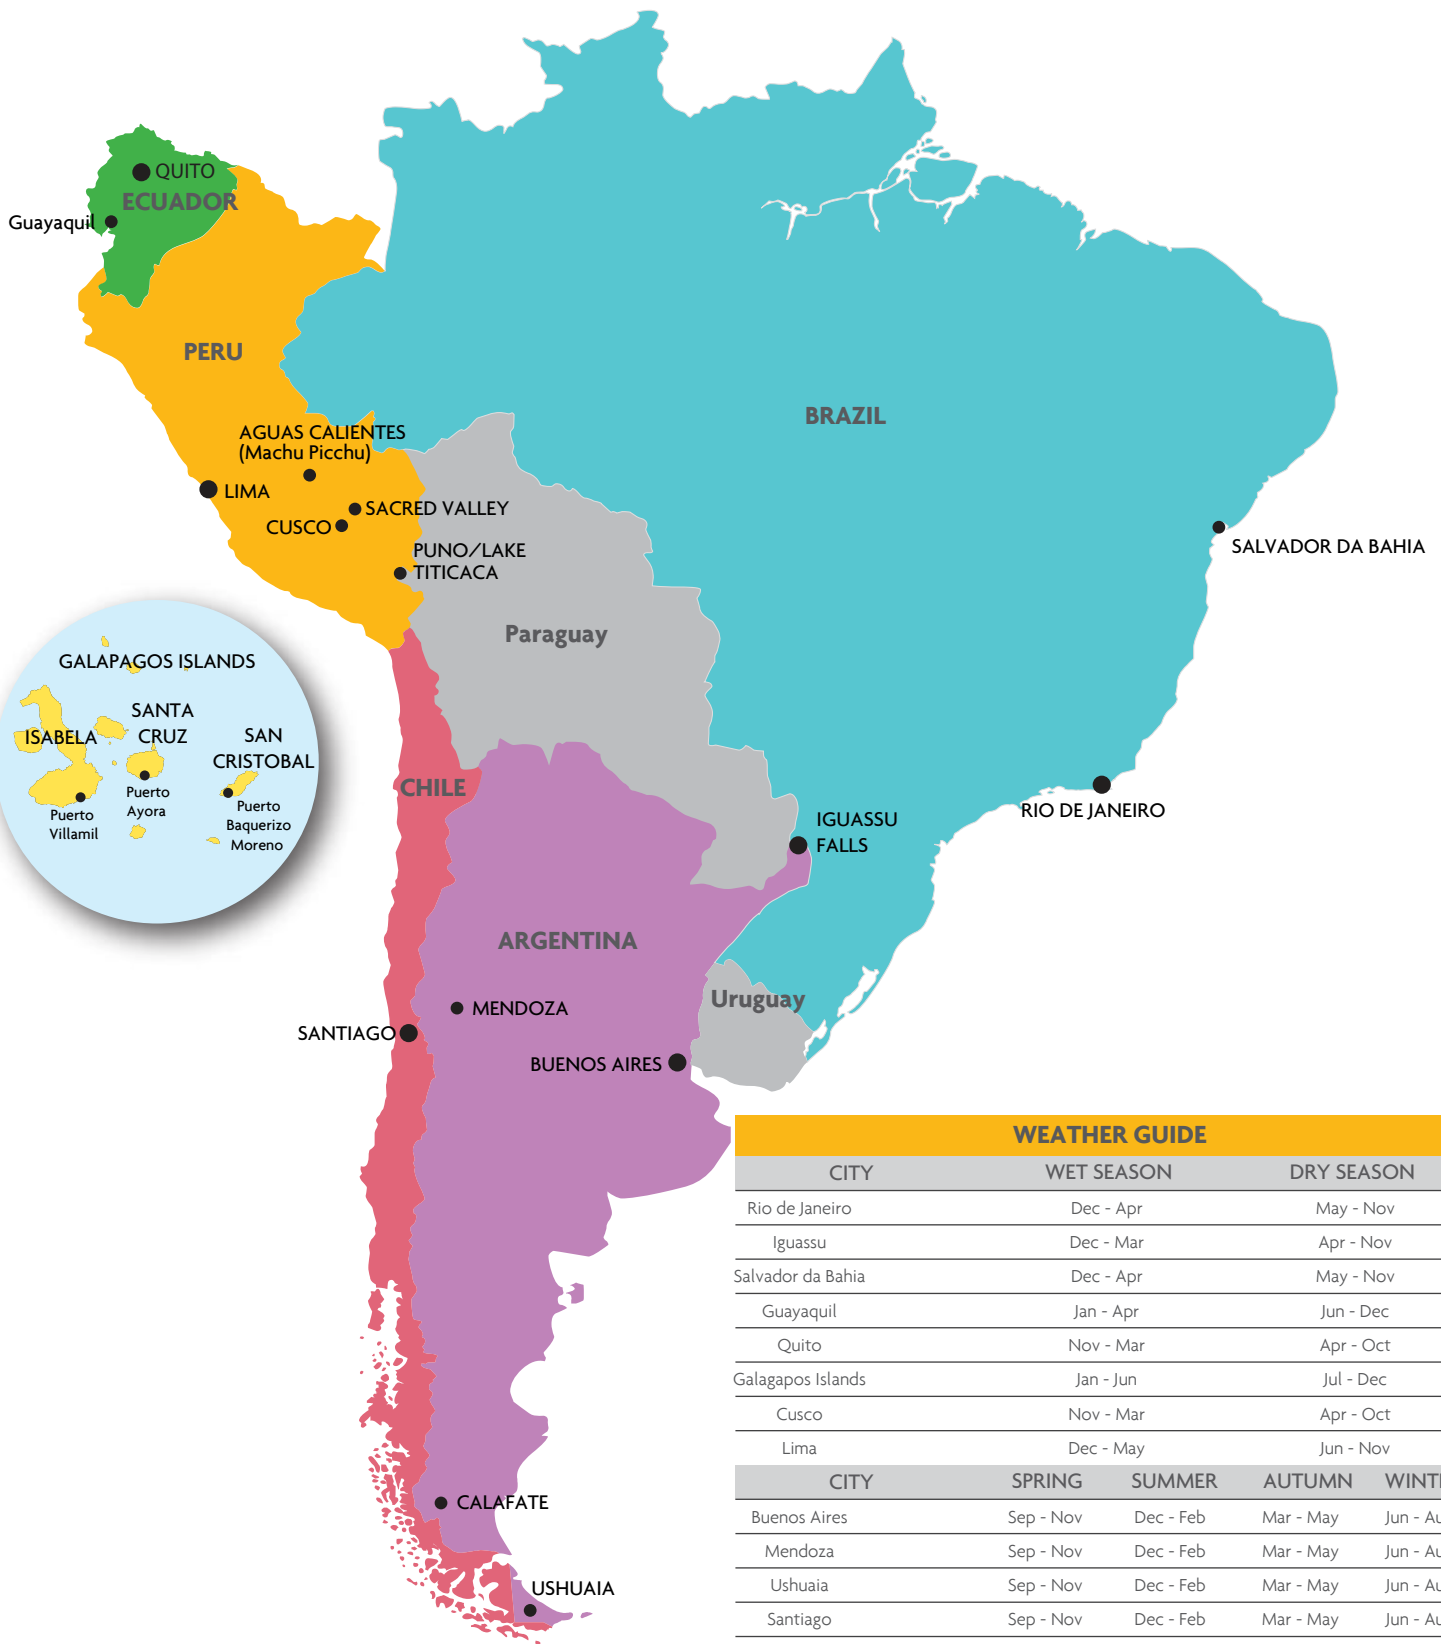 QUITO
ECUADOR
Guayaquil
PERU
BRAZIL
AGUAS CALIENTES
(Machu Picchu)
LIMA
SACRED VALLEY
CUSCO
PUNO/LAKE
TITICACA
SALVADOR DA BAHIA
Paraguay
GALAPAGOS ISLANDS
ISABELA
SANTA
CRUZ
SAN
CRISTOBAL
Puerto
Villamil
Puerto
Ayora
Puerto
Baquerizo
Moreno
CHILE
RIO DE JANEIRO
IGUASSU
FALLS
ARGENTINA
MENDOZA
Uruguay
SANTIAGO
BUENOS AIRES
CALAFATE
USHUAIA
WEATHER GUIDE
CITY WET SEASON DRY SEASON
Rio de Janeiro Dec - Apr May - Nov
Iguassu Dec - Mar Apr - Nov
Salvador da Bahia Dec - Apr May - Nov
Guayaquil Jan - Apr Jun - Dec
Quito Nov - Mar Apr - Oct
Galagapos Islands Jan - Jun Jul - Dec
Cusco Nov - Mar Apr - Oct
Lima Dec - May Jun - Nov
CITY SPRING SUMMER AUTUMN
Buenos Aires Sep - Nov Dec - Feb Mar - May Jun -
Mendoza Sep - Nov Dec - Feb Mar - May Jun -
Ushuaia Sep - Nov Dec - Feb Mar - May Jun -
Santiago Sep - Nov Dec - Feb Mar - May Jun -